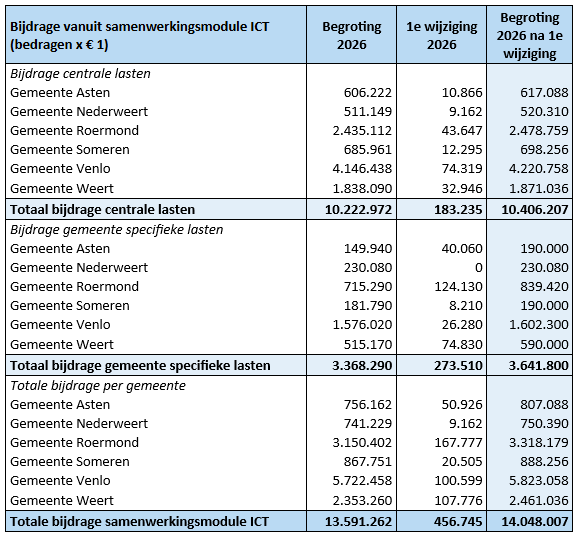 Bijdrage vanuit samenwerkingsmodule ICT (bedragen x € 1) Begroting 2026 1e wijziging 2026 Begroting 2026 na 1e wijziging
Bijdrage centrale lasten
Gemeente Asten 606.222 10.866 617.088
Gemeente Nederweert 511.149 9.162 520.310
Gemeente Roermond 2.435.112 43.647 2.478.759
Gemeente Someren 685.961 12.295 698.256
Gemeente Venlo 4.146.438 74.319 4.220.758
Gemeente Weert 1.838.090 32.946 1.871.036
Totaal bijdrage centrale lasten 10.222.972 183.235 10.406.207
Bijdrage gemeente specifieke lasten
Gemeente Asten 149.940 40.060 190.000
Gemeente Nederweert 230.080 0 230.080
Gemeente Roermond 715.290 124.130 839.420
Gemeente Someren 181.790 8.210 190.000
Gemeente Venlo 1.576.020 26.280 1.602.300
Gemeente Weert 515.170 74.830 590.000
Totaal bijdrage gemeente specifieke lasten 3.368.290 273.510 3.641.800
Totale bijdrage per gemeente
Gemeente Asten 756.162 50.926 807.088
Gemeente Nederweert 741.229 9.162 750.390
Gemeente Roermond 3.150.402 167.777 3.318.179
Gemeente Someren 867.751 20.505 888.256
Gemeente Venlo 5.722.458 100.599 5.823.058
Gemeente Weert 2.353.260 107.776 2.461.036
Totale bijdrage samenwerkingsmodule ICT 13.591.262 456.745 14.048.007